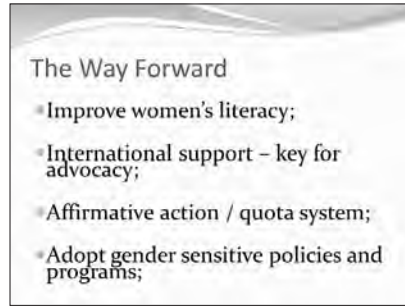 The Way Forward
Improve women's literacy;
International support – key for
advocacy;
Affirmative action / quota system;
Adopt gender sensitive policies and
programs;